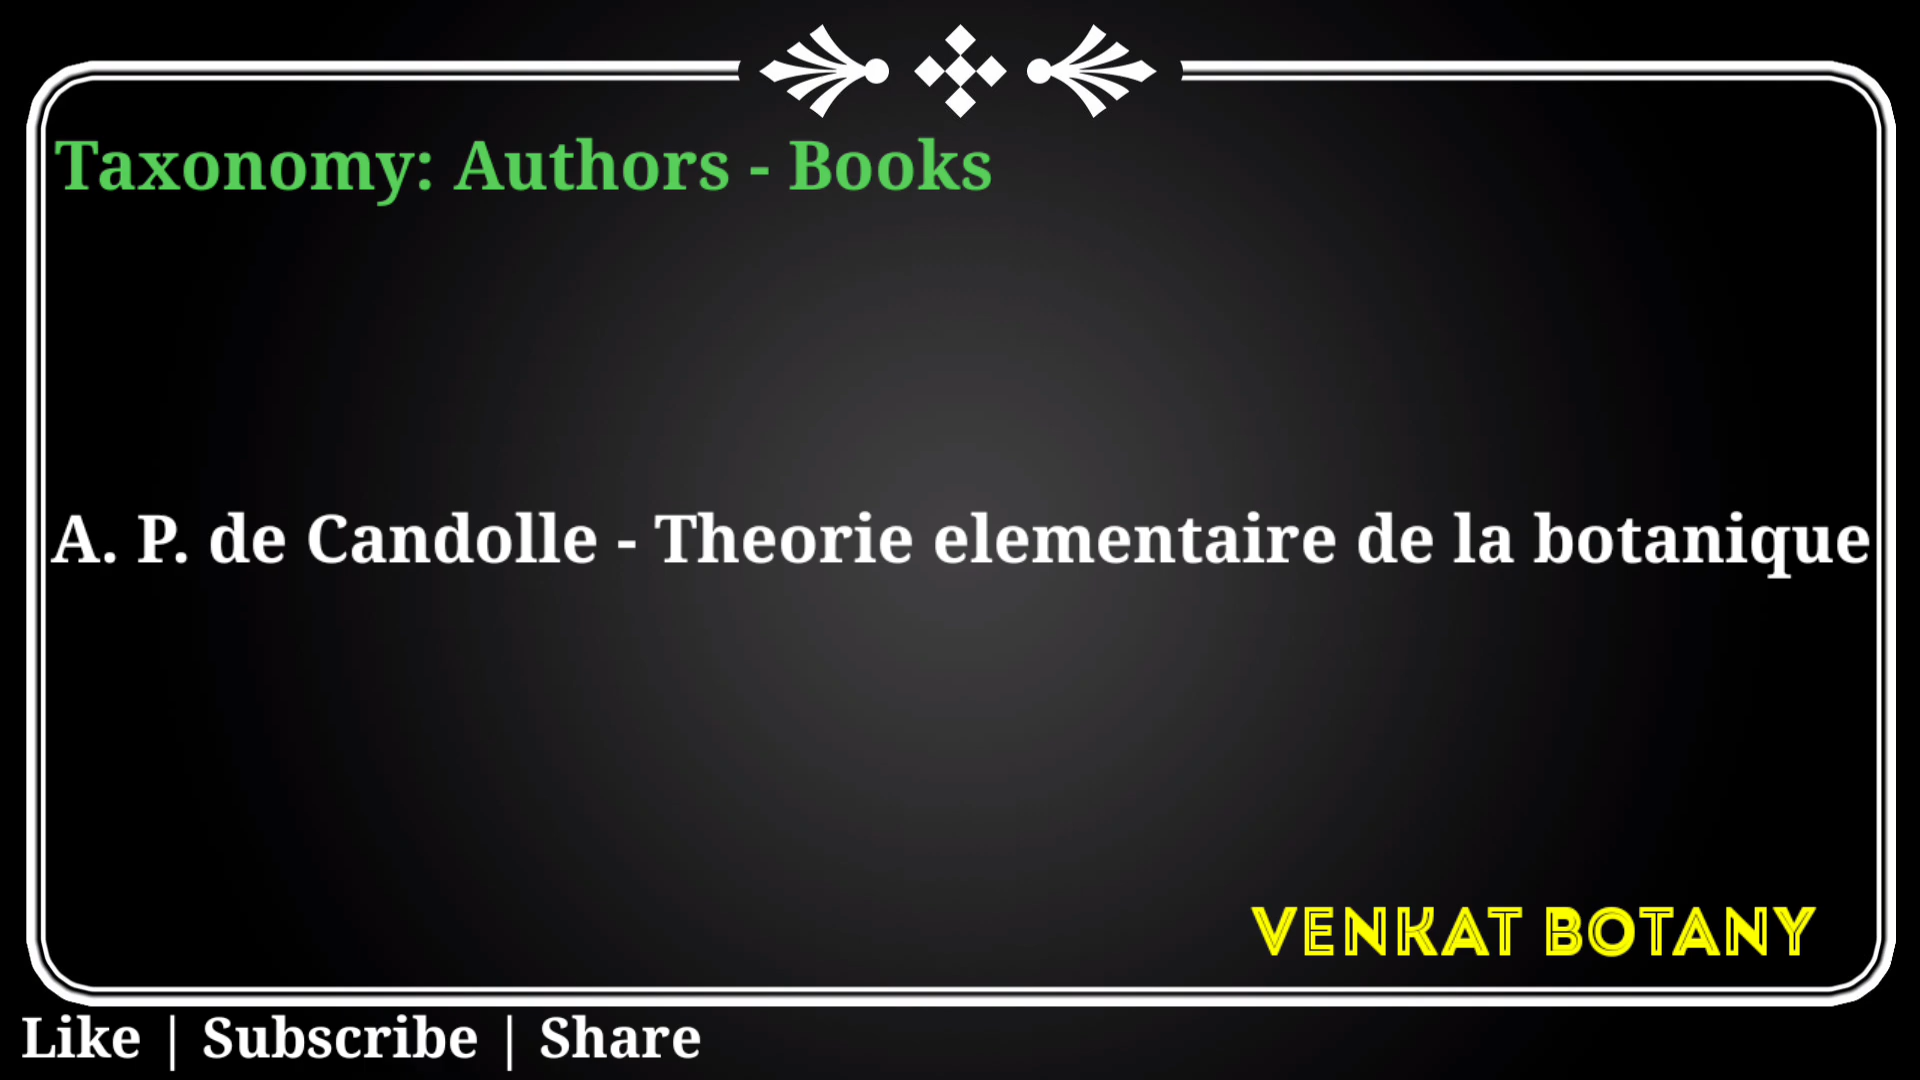 Taxonomy: Authors - Books
A. P. de Candolle - Theorie elementaire de la botanique
VENKAT BOTANY
Like | Subscribe | Share